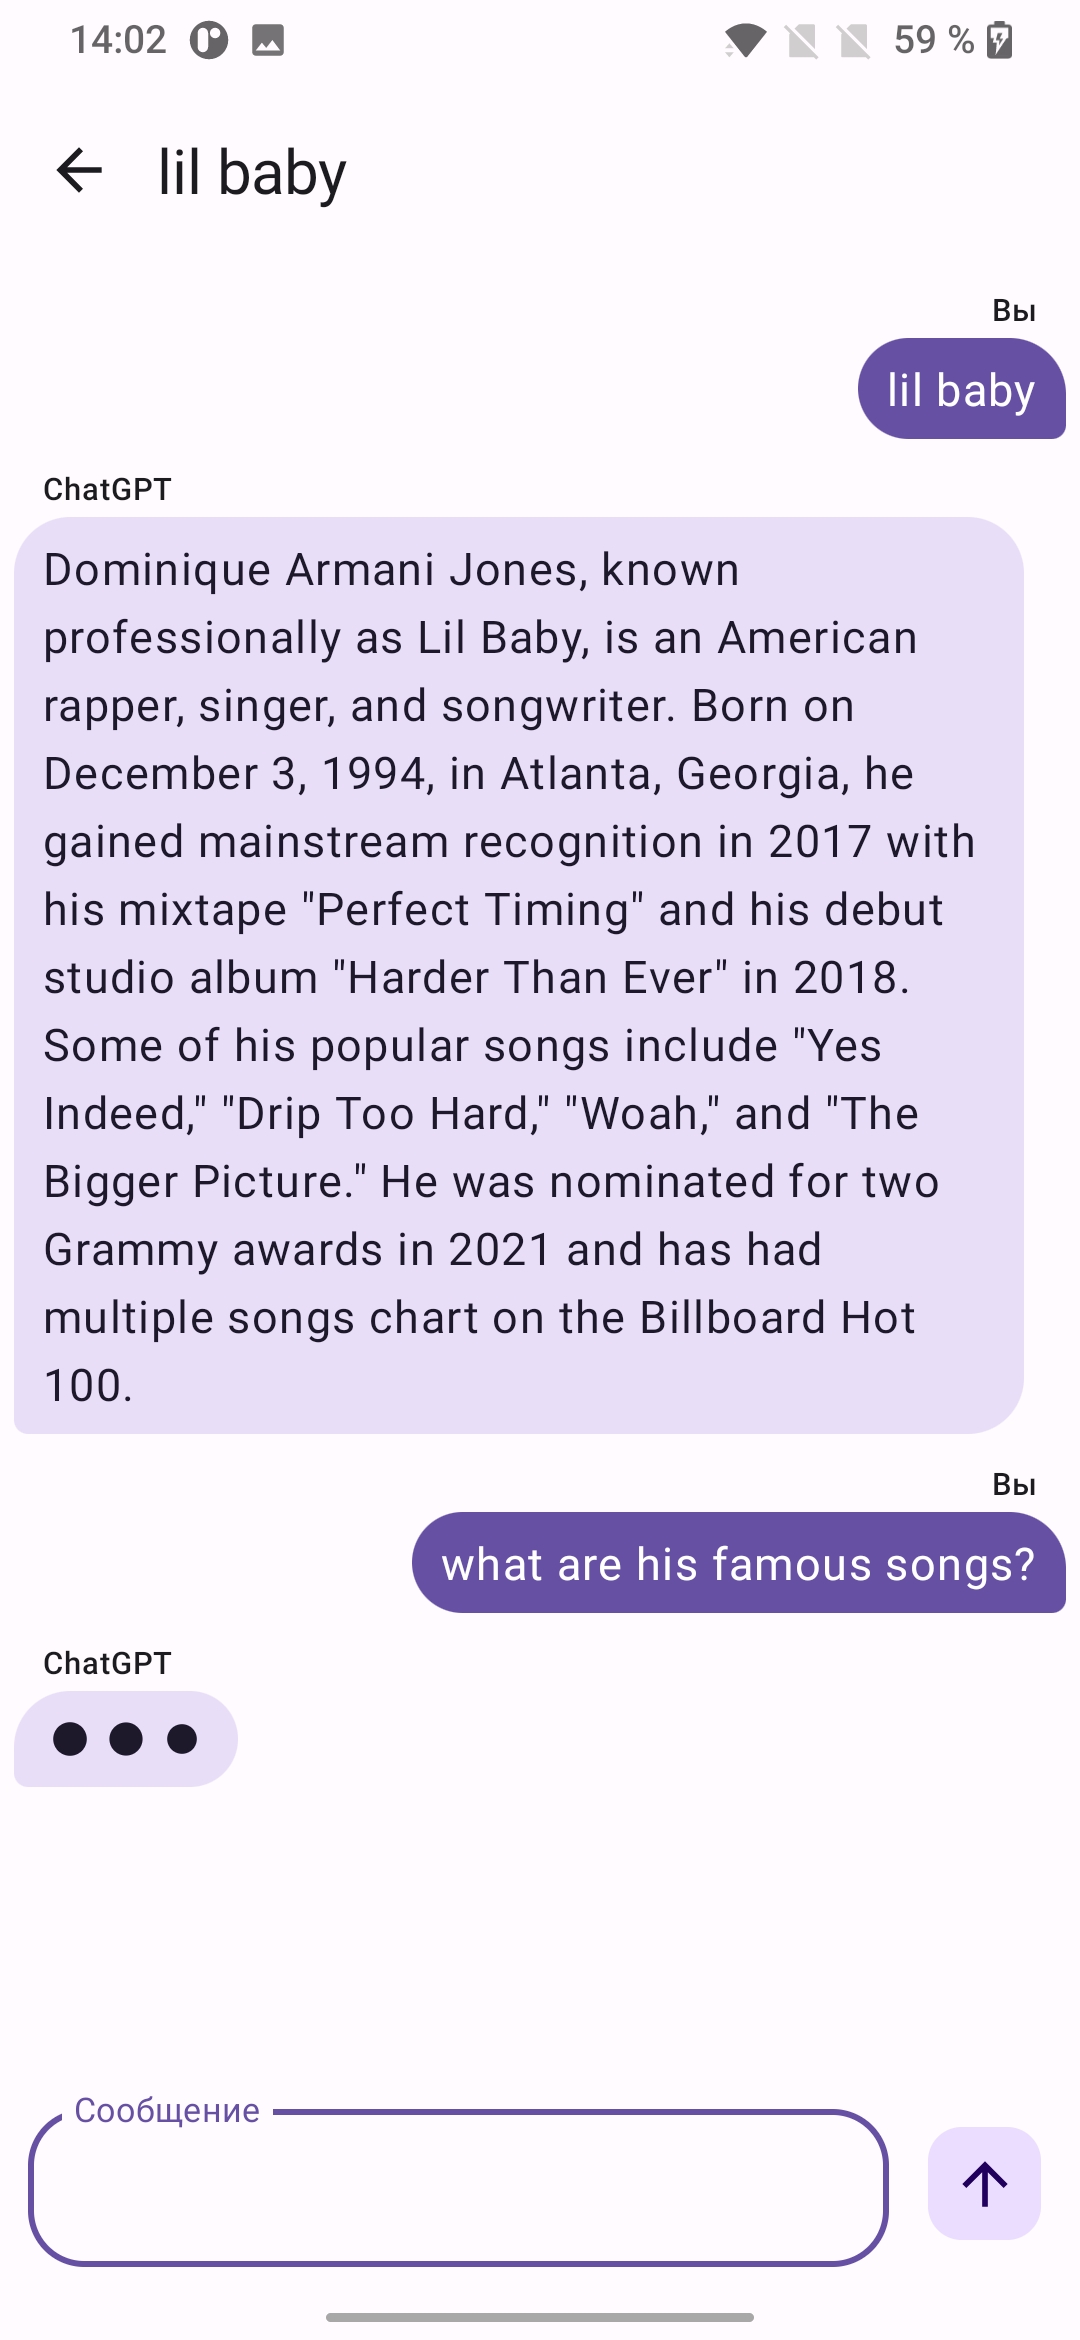 14:02
59 %
lil baby
Вы
lil baby
ChatGPT
Dominique Armani Jones, known
professionally as Lil Baby, is an American
rapper, singer, and songwriter. Born on
December 3, 1994, in Atlanta, Georgia, he
gained mainstream recognition in 2017 with
his mixtape "Perfect Timing" and his debut
studio album "Harder Than Ever" in 2018.
Some of his popular songs include "Yes
Indeed," "Drip Too Hard," "Woah," and "The
Bigger Picture." He was nominated for two
Grammy awards in 2021 and has had
multiple songs chart on the Billboard Hot
100.
Вы
what are his famous songs?
ChatGPT
Сообщение